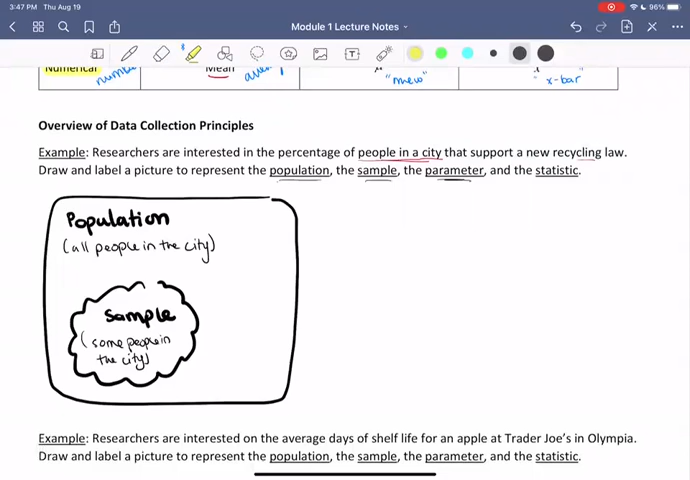 3:47 PM Thu Aug 19
96%
Module 1 Lecture Notes
Numerical
Mean
"mew"
x-bar
Overview of Data Collection Principles
Example: Researchers are interested in the percentage of people in a city that support a new recycling law.
Draw and label a picture to represent the population, the sample, the parameter, and the statistic.
Population
(all people in the city)
Sample
(some people in
the city)
Example: Researchers are interested on the average days of shelf life for an apple at Trader Joe's in Olympia.
Draw and label a picture to represent the population, the sample, the parameter, and the statistic.